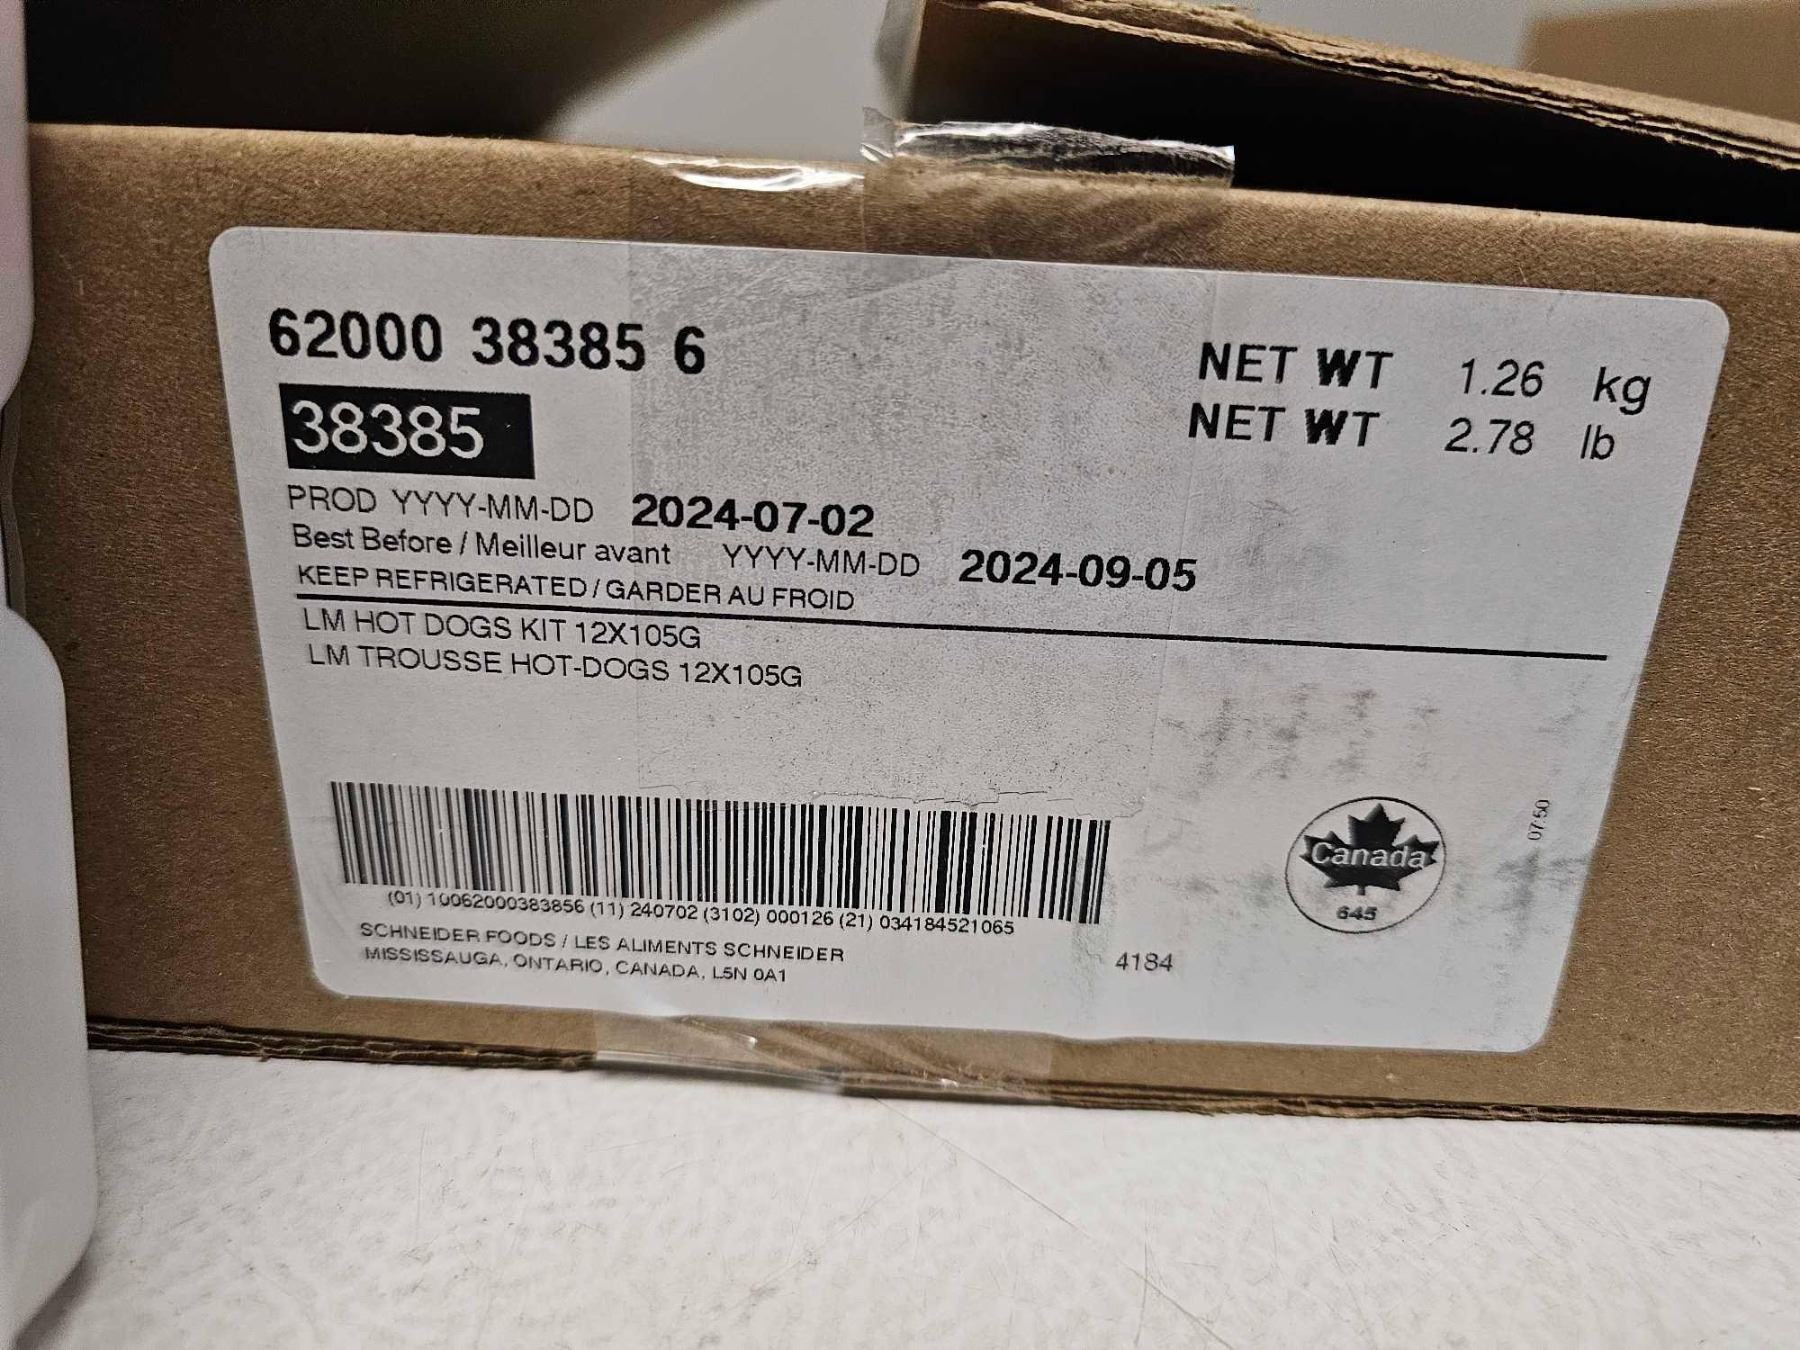 62000 38385 6
38385
NET WT 1.26 kg
NET WT 2.78 lb
PROD YYYY-MM-DD 2024-07-02
Best Before / Meilleur avant YYYY-MM-DD 2024-09-05
KEEP REFRIGERATED / GARDER AU FROID
LM HOT DOGS KIT 12X105G
LM TROUSSE HOT-DOGS 12X105G
(01) 10062000383856 (11) 240702 (3102) 000126 (21) 034184521065
SCHNEIDER FOODS / LES ALIMENTS SCHNEIDER
MISSISSAUGA, ONTARIO, CANADA, L5N 0A1
4184
Canada
645
07:50